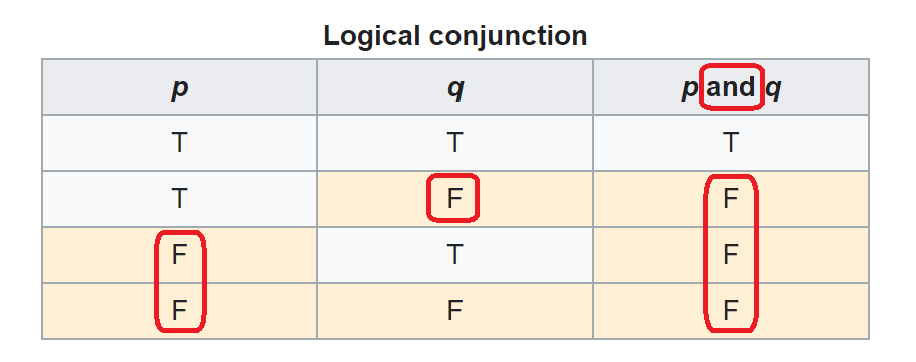 Logical conjunction
p q p and q
T T T
T F F
F T F
F F F